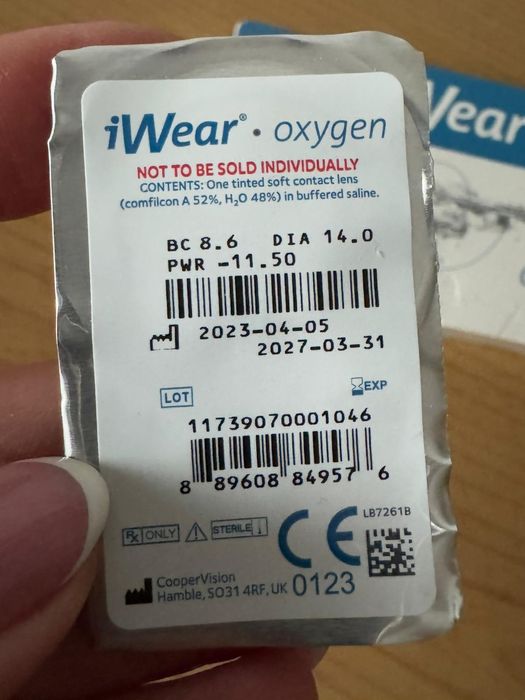 iWear® · oxygen
NOT TO BE SOLD INDIVIDUALLY
CONTENTS: One tinted soft contact lens
(comfilcon A 52%, H₂O 48%) in buffered saline.
BC 8.6 DIA 14.0
PWR -11.50
2023-04-05
2027-03-31
EXP
LOT
11739070001046
8 89608 84957 6
LB7261B
Rx ONLY
STERILE
CE
0123
CooperVision
Hamble, SO31 4RF, UK
Wear